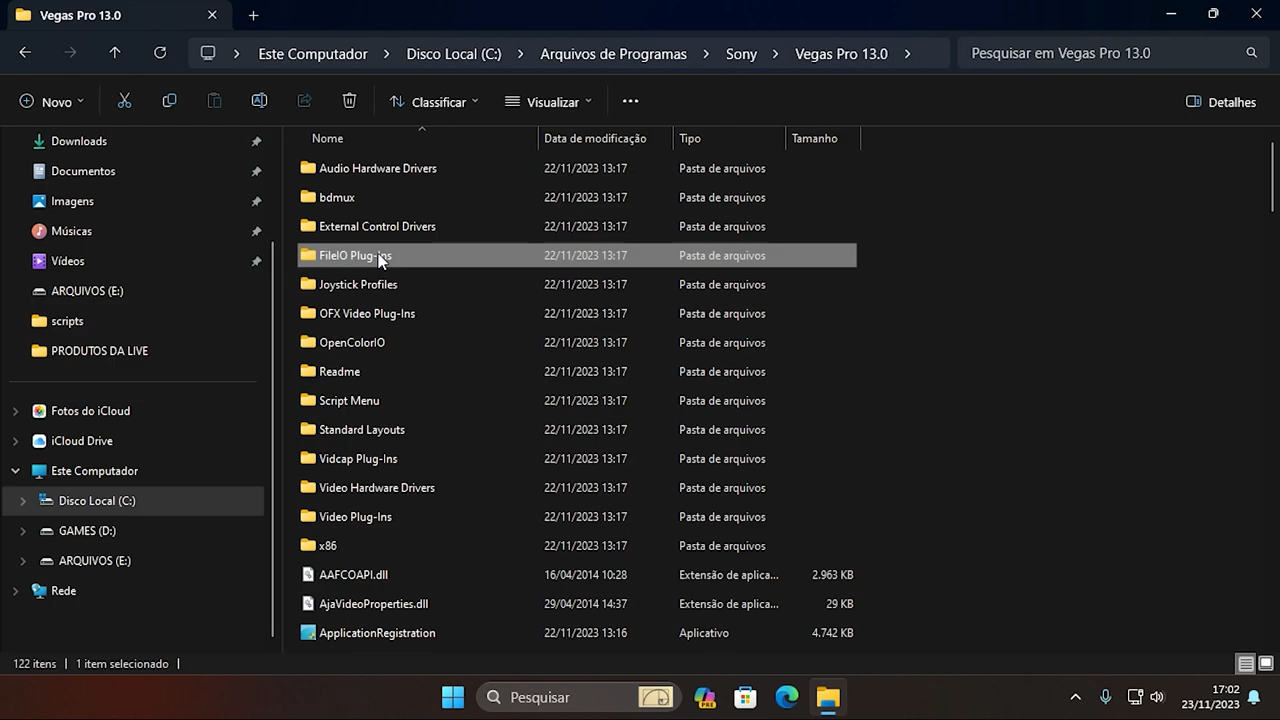 Vegas Pro 13.0
Este Computador > Disco Local (C:) > Arquivos de Programas > Sony > Vegas Pro 13.0 >
Pesquisar em Vegas Pro 13.0
Novo
Classificar
Visualizar
Detalhes
Downloads
Documentos
Imagens
Músicas
Vídeos
ARQUIVOS (E:)
scripts
PRODUTOS DA LIVE
Fotos do iCloud
iCloud Drive
Este Computador
Disco Local (C:)
GAMES (D:)
ARQUIVOS (E:)
Rede
Nome Data de modificação Tipo Tamanho
Audio Hardware Drivers 22/11/2023 13:17 Pasta de arquivos
bdmux 22/11/2023 13:17 Pasta de arquivos
External Control Drivers 22/11/2023 13:17 Pasta de arquivos
FileIO Plug-Ins 22/11/2023 13:17 Pasta de arquivos
Joystick Profiles 22/11/2023 13:17 Pasta de arquivos
OFX Video Plug-Ins 22/11/2023 13:17 Pasta de arquivos
OpenColorIO 22/11/2023 13:17 Pasta de arquivos
Readme 22/11/2023 13:17 Pasta de arquivos
Script Menu 22/11/2023 13:17 Pasta de arquivos
Standard Layouts 22/11/2023 13:17 Pasta de arquivos
Vidcap Plug-Ins 22/11/2023 13:17 Pasta de arquivos
Video Hardware Drivers 22/11/2023 13:17 Pasta de arquivos
Video Plug-Ins 22/11/2023 13:17 Pasta de arquivos
x86 22/11/2023 13:17 Pasta de arquivos
AAFCOAPI.dll 16/04/2014 10:28 Extensão de aplica... 2.963 KB
AjaVideoProperties.dll 29/04/2014 14:37 Extensão de aplica... 29 KB
ApplicationRegistration 22/11/2023 13:16 Aplicativo 4.742 KB
122 itens | 1 item selecionado |
Pesquisar
PRE
17:02
23/11/2023